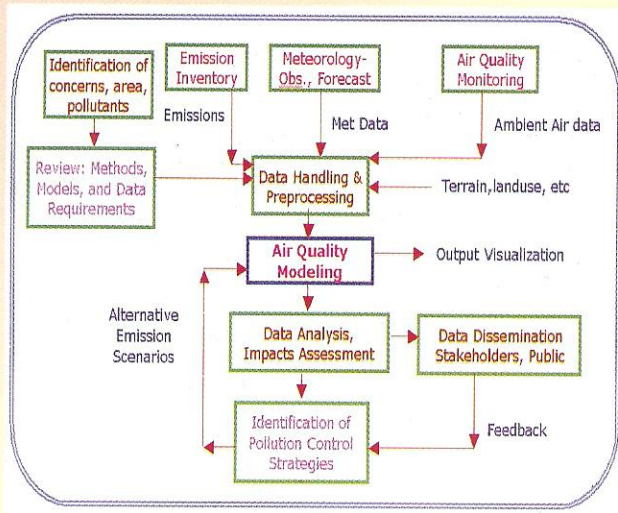 Identification of
concerns, area,
pollutants
Emission
Inventory
Meteorology-
Obs., Forecast
Air Quality
Monitoring
Emissions
Met Data
Ambient Air data
Review: Methods,
Models, and Data
Requirements
Data Handling &
Preprocessing
Terrain,landuse, etc
Air Quality
Modeling
Output Visualization
Alternative
Emission
Scenarios
Data Analysis,
Impacts Assessment
Data Dissemination
Stakeholders, Public
Identification of
Pollution Control
Strategies
Feedback